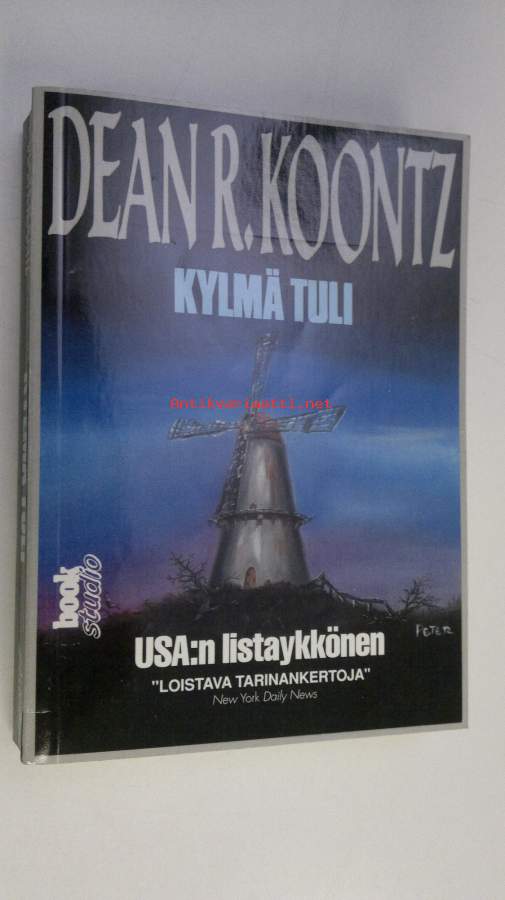 DEAN R. KOONTZ
KYLMÄ TULI
Antikvariaatti.net
book
studio
USA:n listaykkönen
PETER
"LOISTAVA TARINANKERTOJA"
New York Daily News